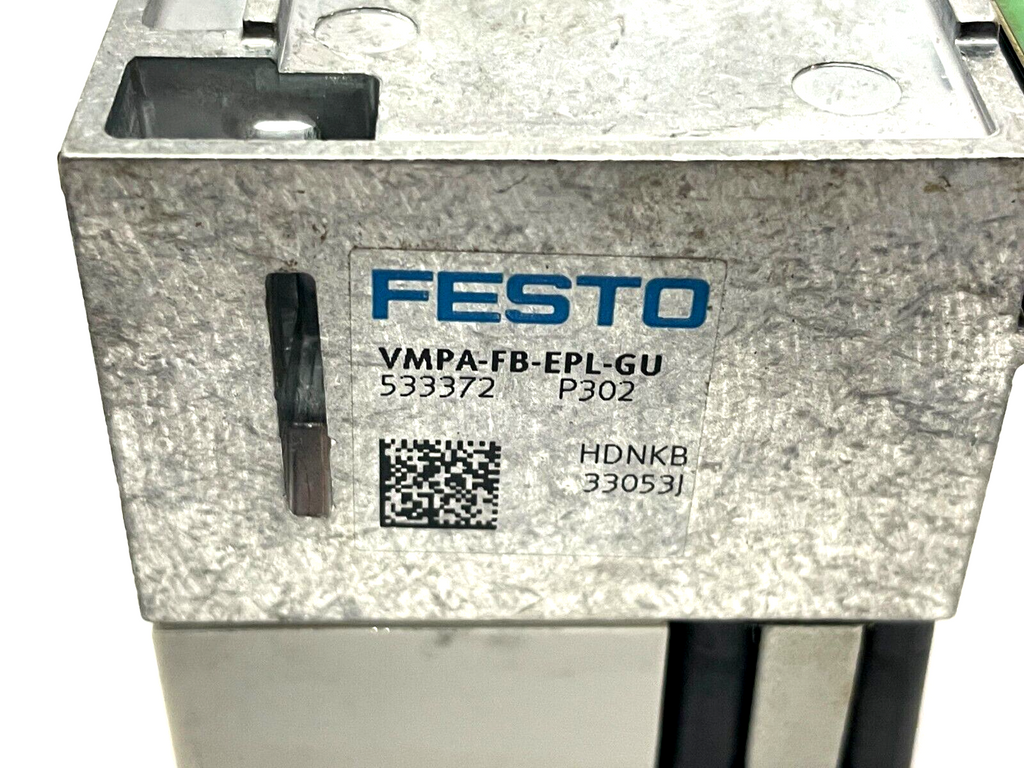 FESTO
VMPA-FB-EPL-GU
533372 P302
HDNKB
33053J